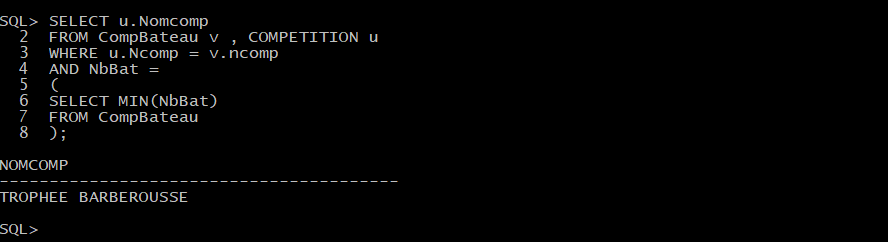 SQL> SELECT u.Nomcomp
  2  FROM CompBateau v , COMPETITION u
  3  WHERE u.Ncomp = v.ncomp
  4  AND NbBat =
  5  (
  6  SELECT MIN(NbBat)
  7  FROM CompBateau
  8  );
NOMCOMP
----------------------------------------
TROPHEE BARBEROUSSE
SQL>